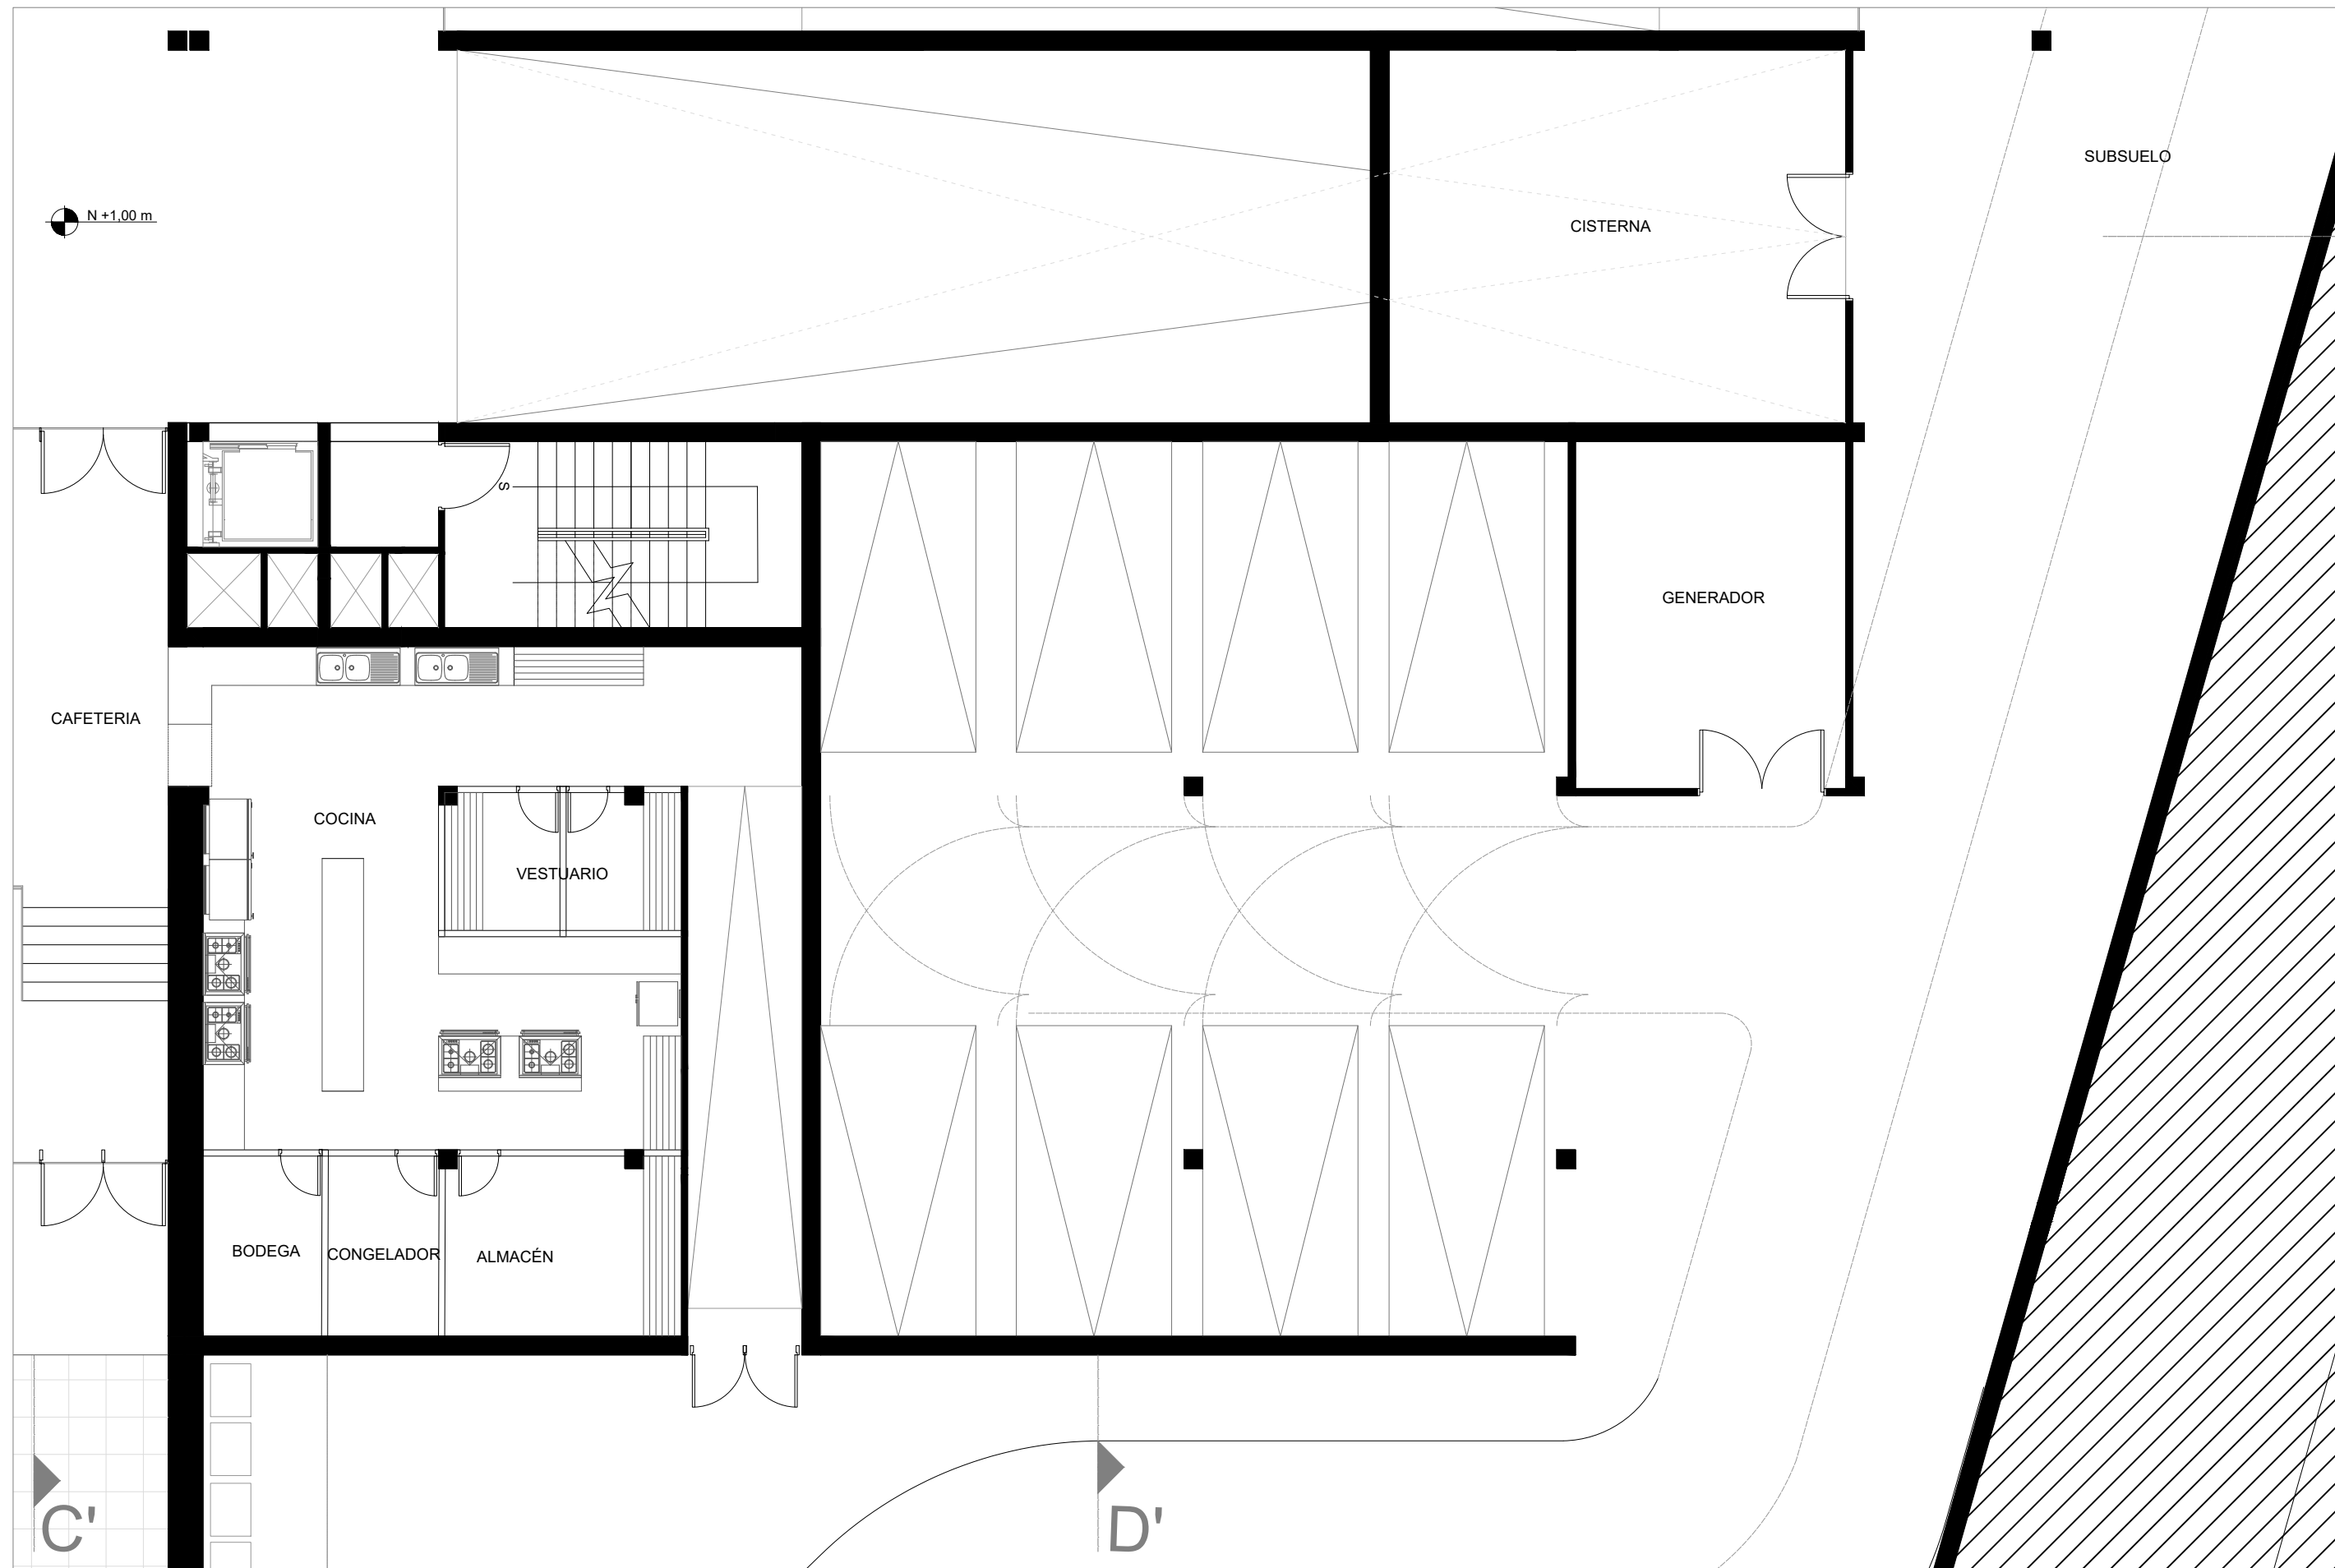 SUBSUELO
N +1,00 m
CISTERNA
S
GENERADOR
CAFETERIA
COCINA
VESTUARIO
BODEGA
CONGELADOR
ALMACÉN
C'
D'